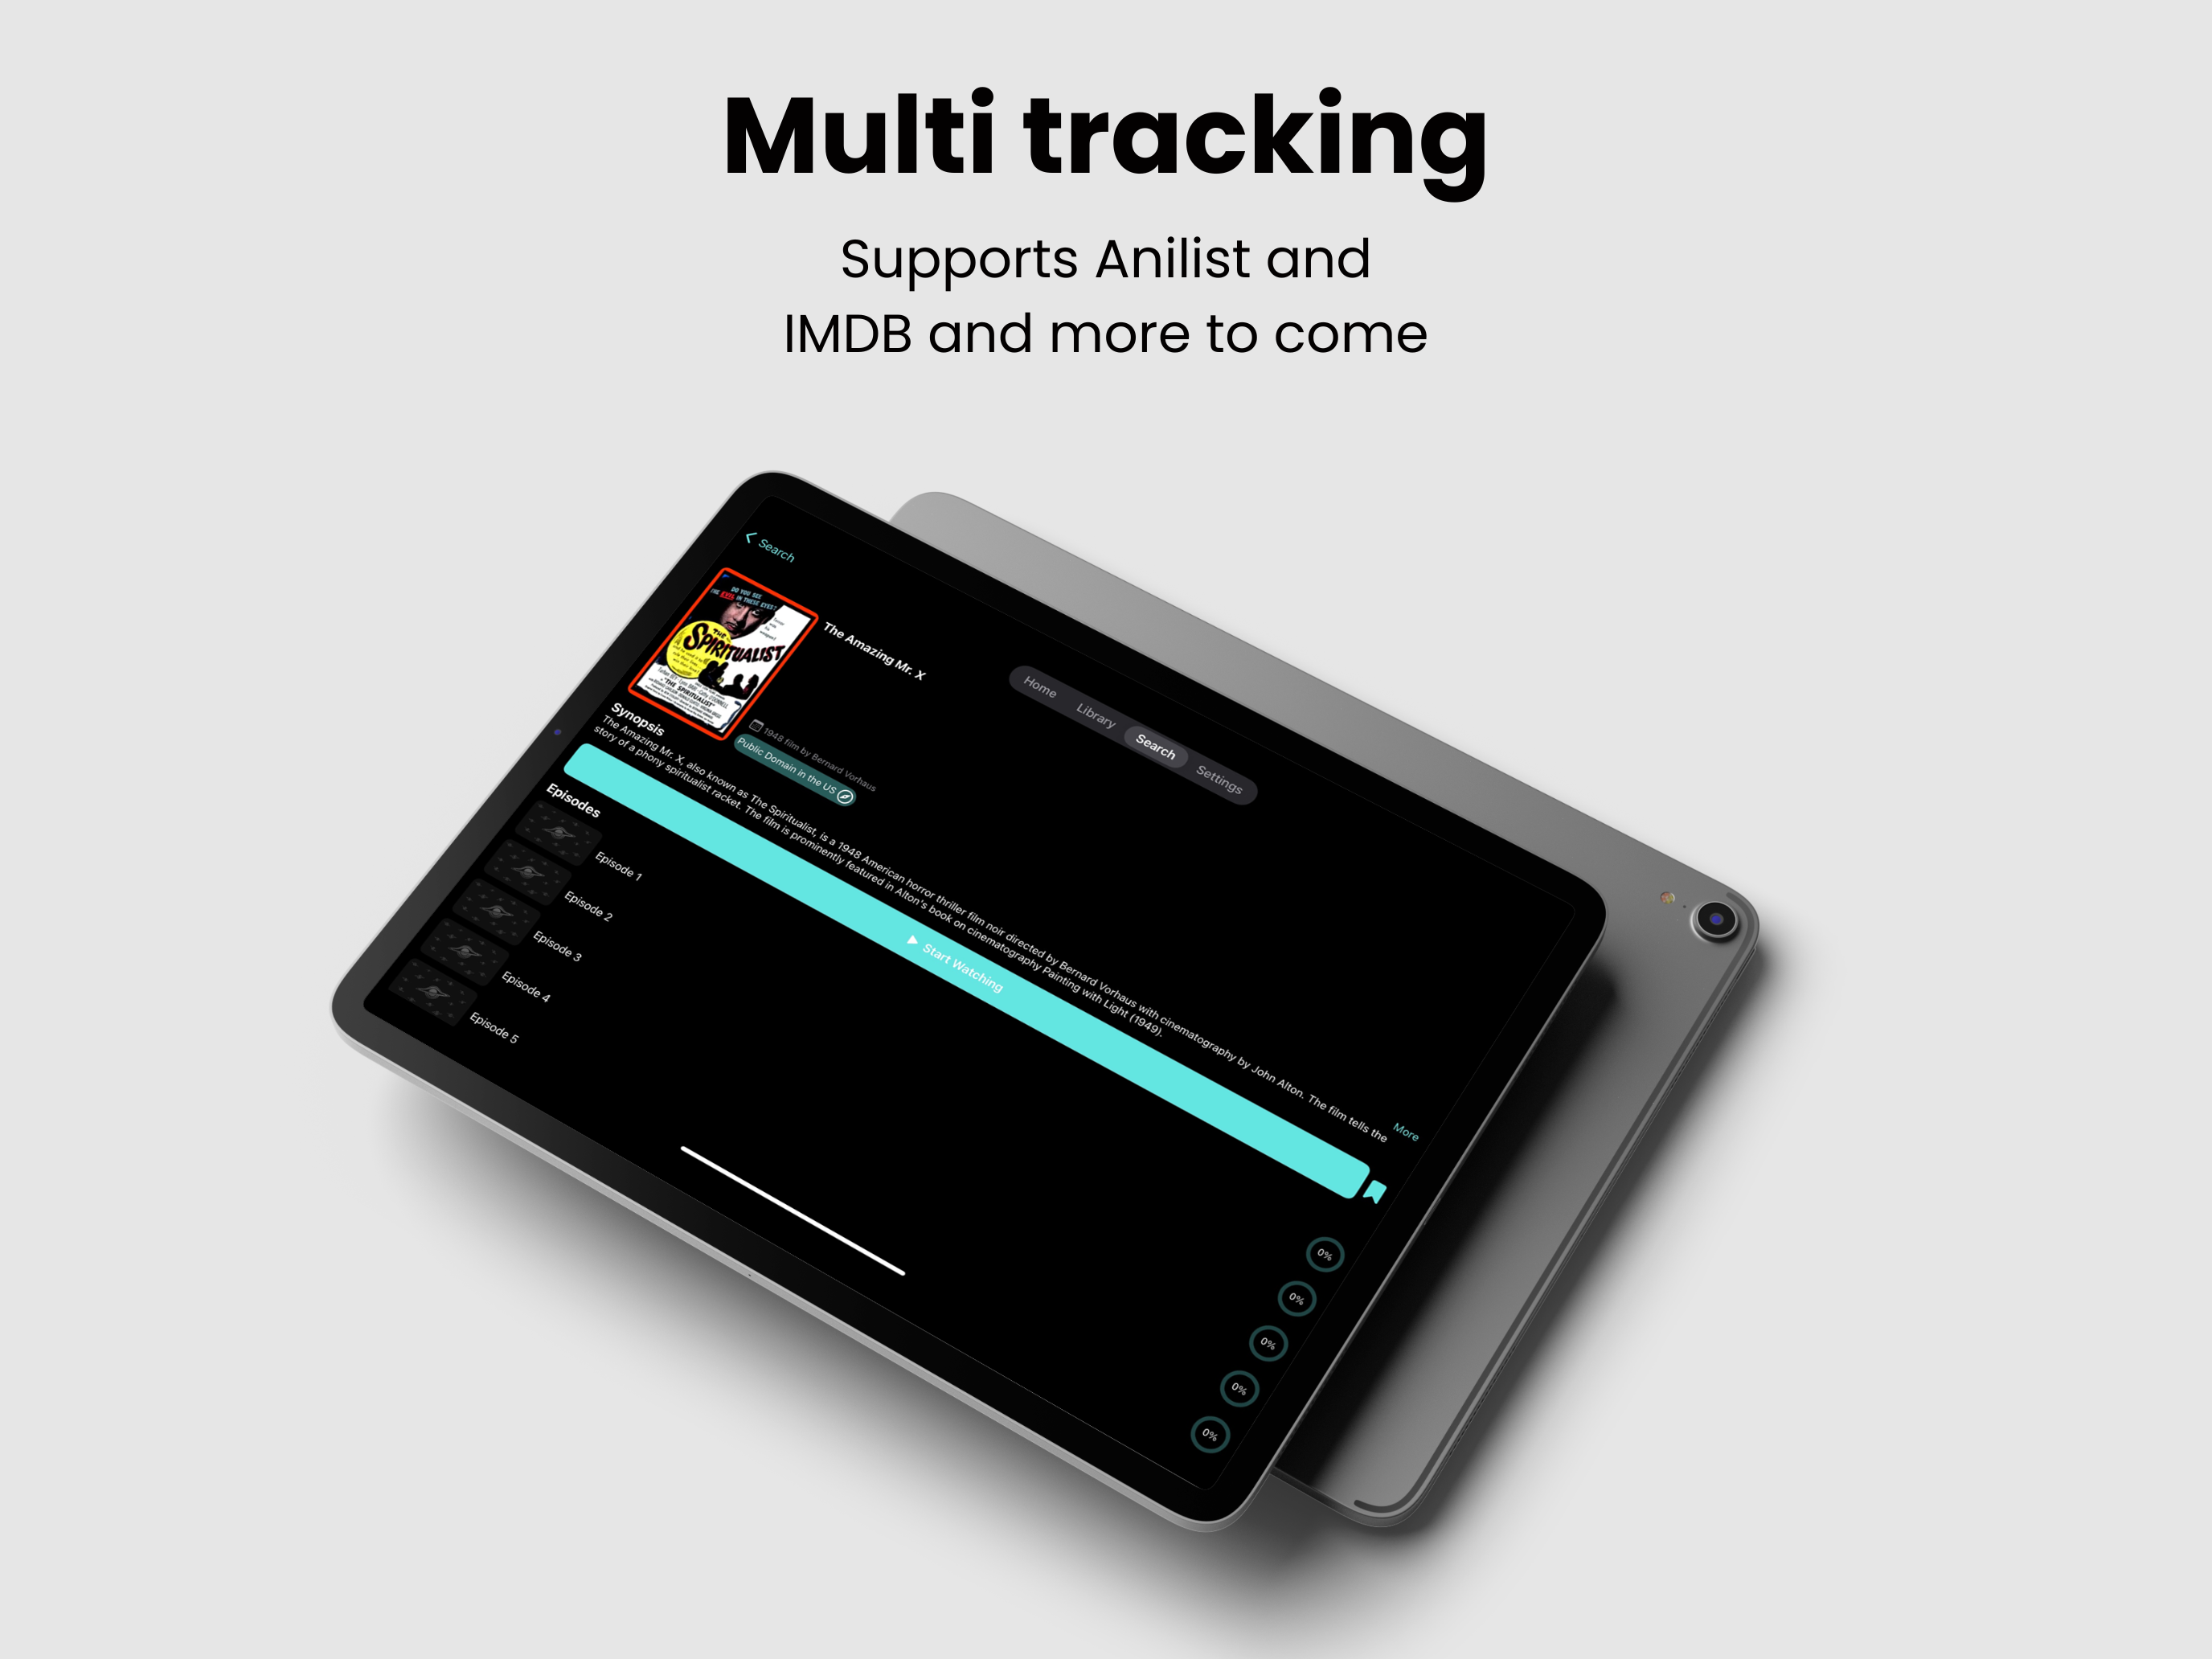 Multi tracking
Supports Anilist and
IMDB and more to come
Search
DO YOU SEE
THE EVIL IN THESE EYES?
THE
SPIRITUALIST
"THE SPIRITUALIST"
The Amazing Mr. X
Home
Library
Search
Settings
1948 film by Bernard Vorhaus
Public Domain in the US
Synopsis
The Amazing Mr. X, also known as The Spiritualist, is a 1948 American horror thriller film noir directed by Bernard Vorhaus with cinematography by John Alton. The film tells the
story of a phony spiritualist racket. The film is prominently featured in Alton's book on cinematography Painting with Light (1949).
More
Start Watching
Episodes
Episode 1
0%
Episode 2
0%
Episode 3
0%
Episode 4
0%
Episode 5
0%